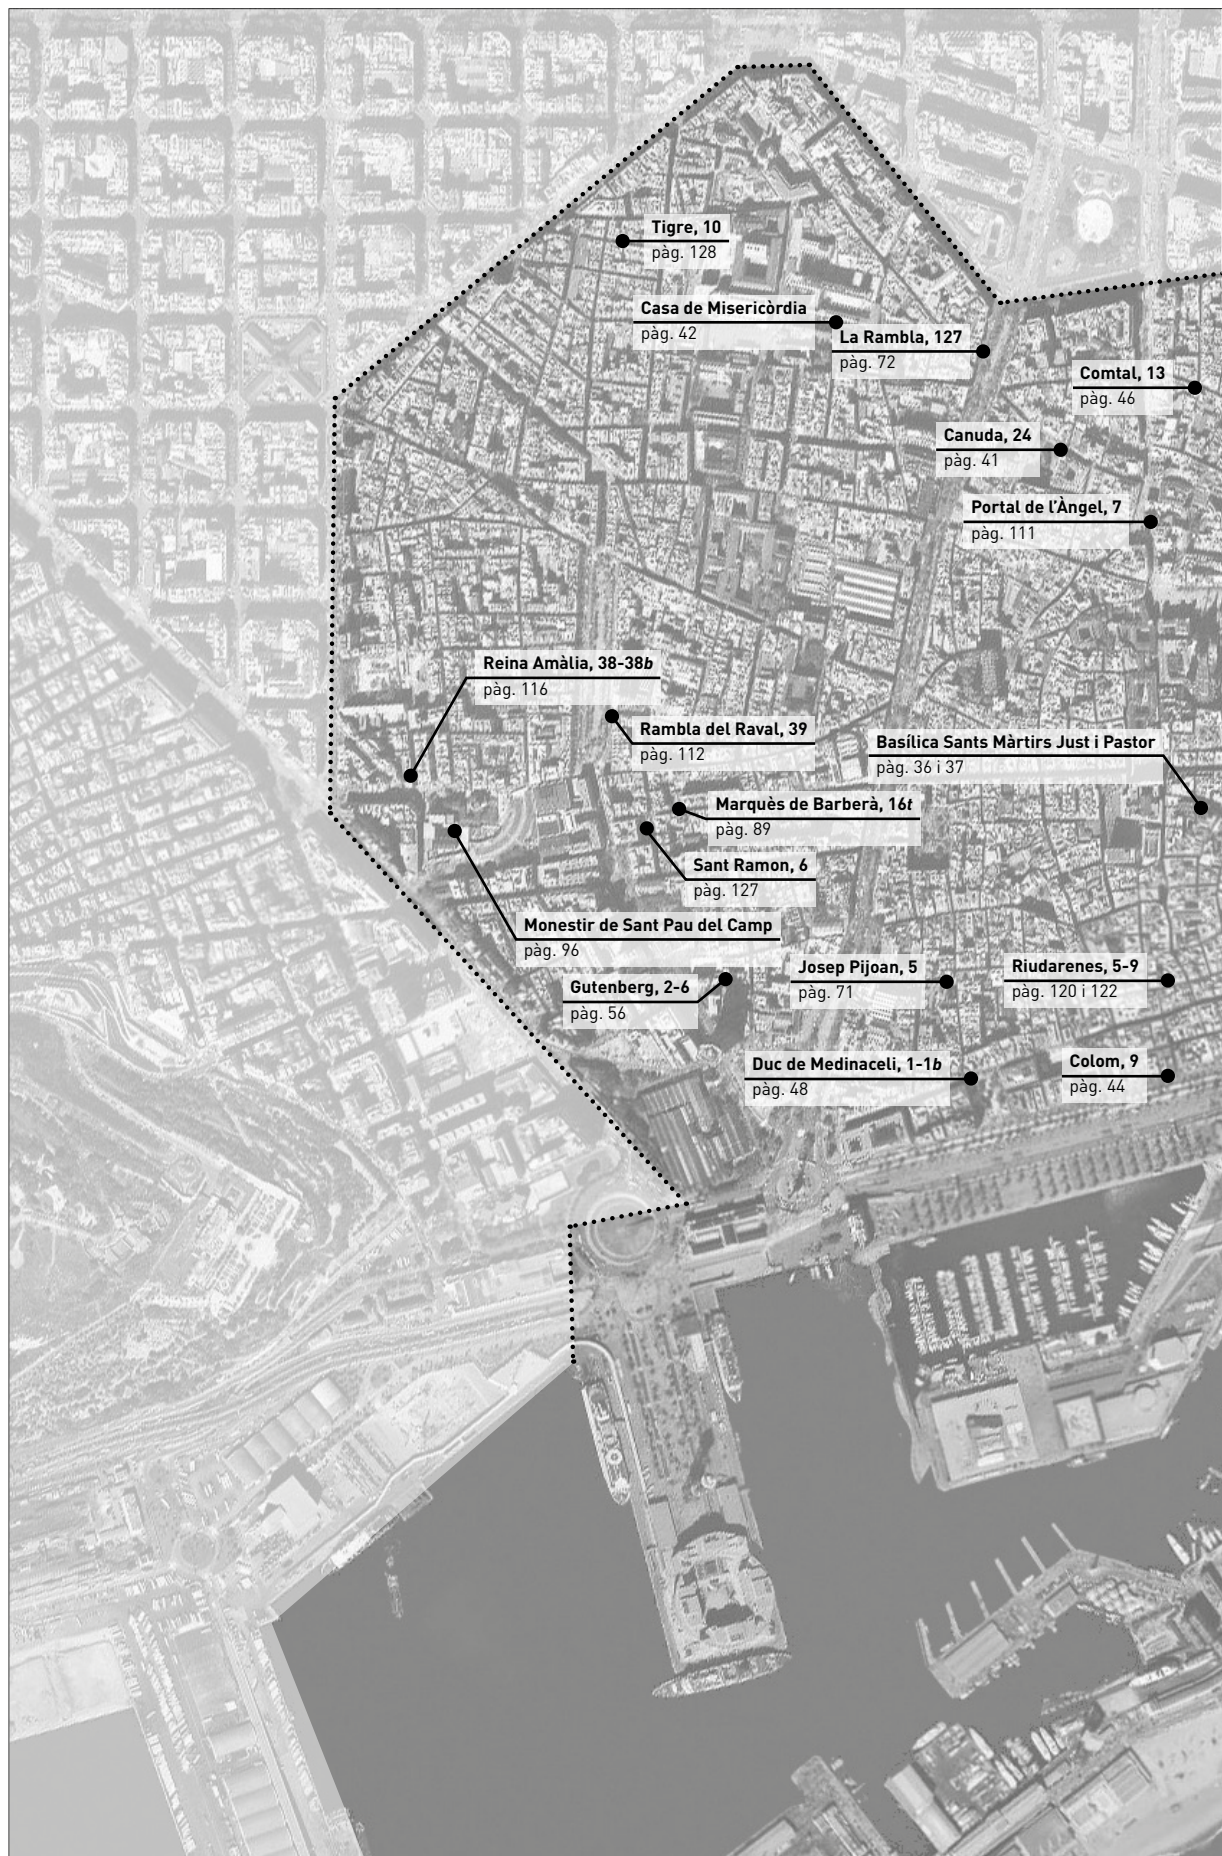 Tigre, 10
pàg. 128
Casa de Misericòrdia
pàg. 42
La Rambla, 127
pàg. 72
Comtal, 13
pàg. 46
Canuda, 24
pàg. 41
Portal de l'Àngel, 7
pàg. 111
Reina Amàlia, 38-38b
pàg. 116
Rambla del Raval, 39
pàg. 112
Basílica Sants Màrtirs Just i Pastor
pàg. 36 i 37
Marquès de Barberà, 16t
pàg. 89
Sant Ramon, 6
pàg. 127
Monestir de Sant Pau del Camp
pàg. 96
Josep Pijoan, 5
pàg. 71
Riudarenes, 5-9
pàg. 120 i 122
Gutenberg, 2-6
pàg. 56
Duc de Medinaceli, 1-1b
pàg. 48
Colom, 9
pàg. 44